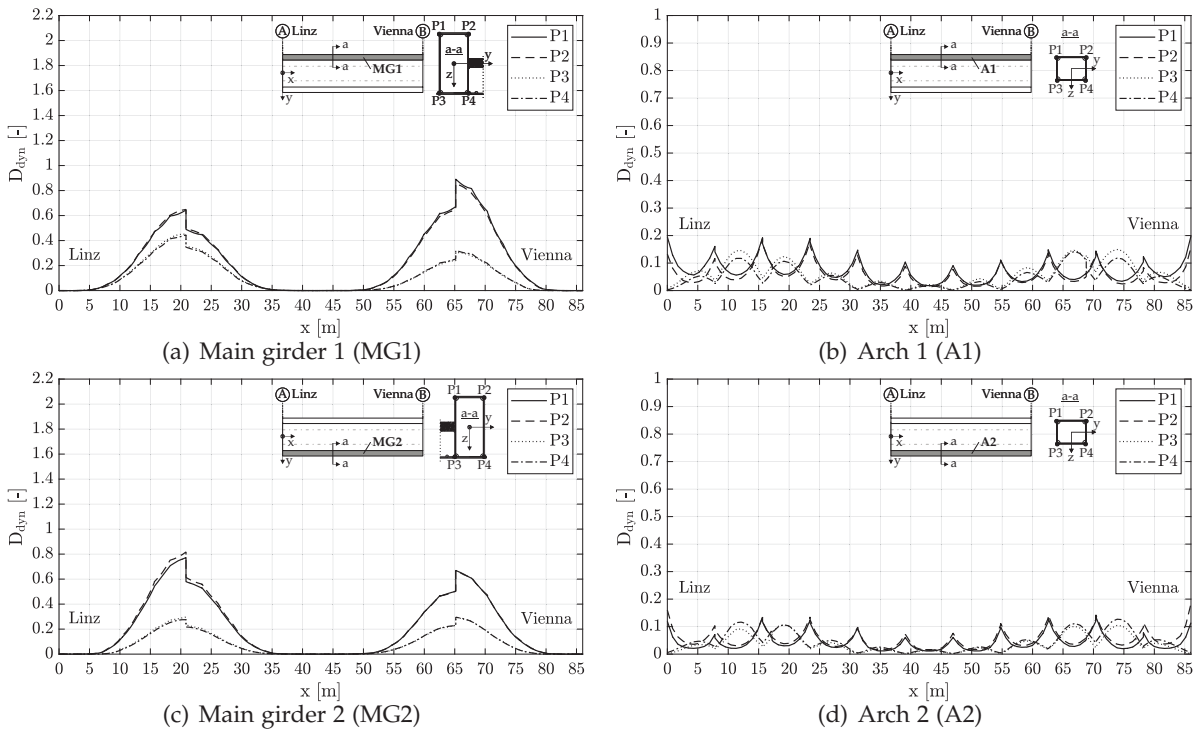 2.2
2
1.8
1.6
1.4
1.2
1
0.8
0.6
0.4
0.2
0
D_dyn [-]
A Linz Vienna B
a
a
MG1
x
y
P1 P2
a-a
y
z
P3 P4
P1
P2
P3
P4
Linz
Vienna
0 5 10 15 20 25 30 35 40 45 50 55 60 65 70 75 80 85
x [m]
(a) Main girder 1 (MG1)
1
0.9
0.8
0.7
0.6
0.5
0.4
0.3
0.2
0.1
0
D_dyn [-]
A Linz Vienna B
a
a
A1
x
y
a-a
P1 P2
y
P3 z P4
P1
P2
P3
P4
Linz
Vienna
0 5 10 15 20 25 30 35 40 45 50 55 60 65 70 75 80 85
x [m]
(b) Arch 1 (A1)
2.2
2
1.8
1.6
1.4
1.2
1
0.8
0.6
0.4
0.2
0
D_dyn [-]
A Linz Vienna B
x
a
MG2
y
a
P1 P2
a-a
y
z
P3 P4
P1
P2
P3
P4
Linz
Vienna
0 5 10 15 20 25 30 35 40 45 50 55 60 65 70 75 80 85
x [m]
(c) Main girder 2 (MG2)
1
0.9
0.8
0.7
0.6
0.5
0.4
0.3
0.2
0.1
0
D_dyn [-]
A Linz Vienna B
x
a
A2
y
a
a-a
P1 P2
y
P3 z P4
P1
P2
P3
P4
Linz
Vienna
0 5 10 15 20 25 30 35 40 45 50 55 60 65 70 75 80 85
x [m]
(d) Arch 2 (A2)